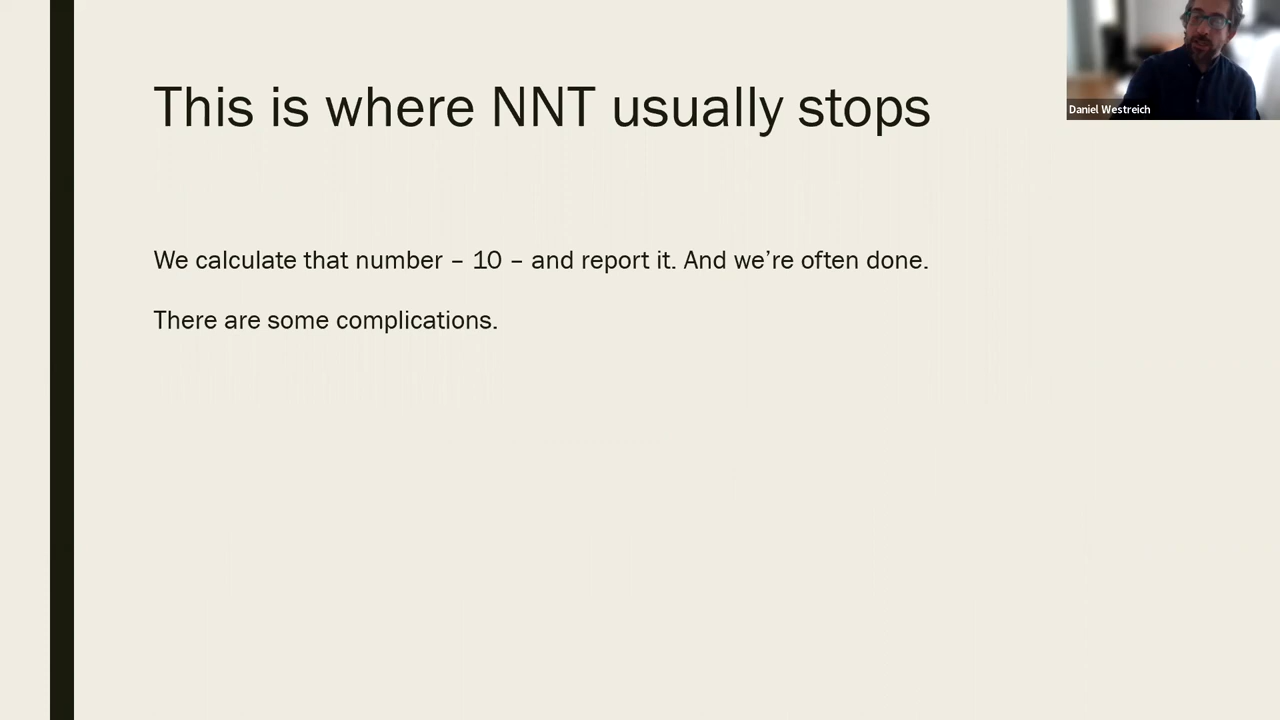 This is where NNT usually stops
Daniel Westreich
We calculate that number – 10 – and report it. And we’re often done.
There are some complications.